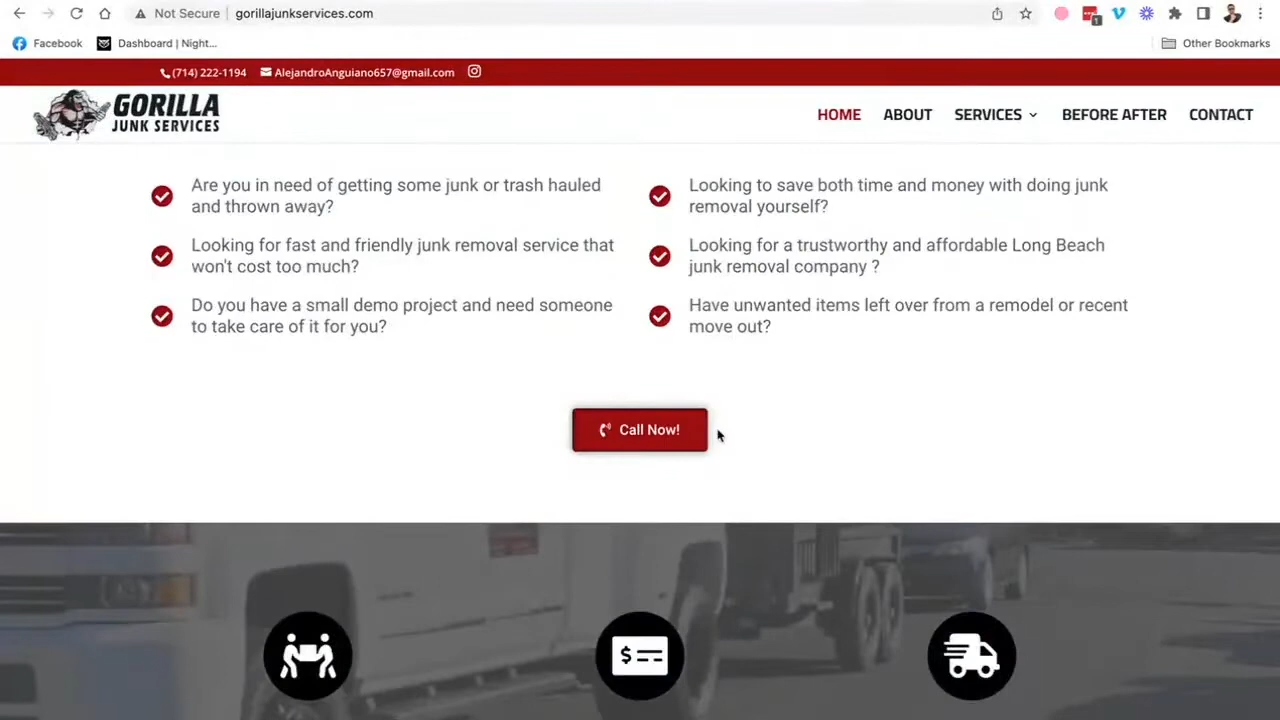 Not Secure
gorillajunkservices.com
1
Facebook
Dashboard | Night...
Other Bookmarks
(714) 222-1194
AlejandroAnguiano657@gmail.com
GORILLA
JUNK SERVICES
HOME
ABOUT
SERVICES
BEFORE AFTER
CONTACT
Are you in need of getting some junk or trash hauled
and thrown away?
Looking to save both time and money with doing junk
removal yourself?
Looking for fast and friendly junk removal service that
won't cost too much?
Looking for a trustworthy and affordable Long Beach
junk removal company ?
Do you have a small demo project and need someone
to take care of it for you?
Have unwanted items left over from a remodel or recent
move out?
Call Now!
$